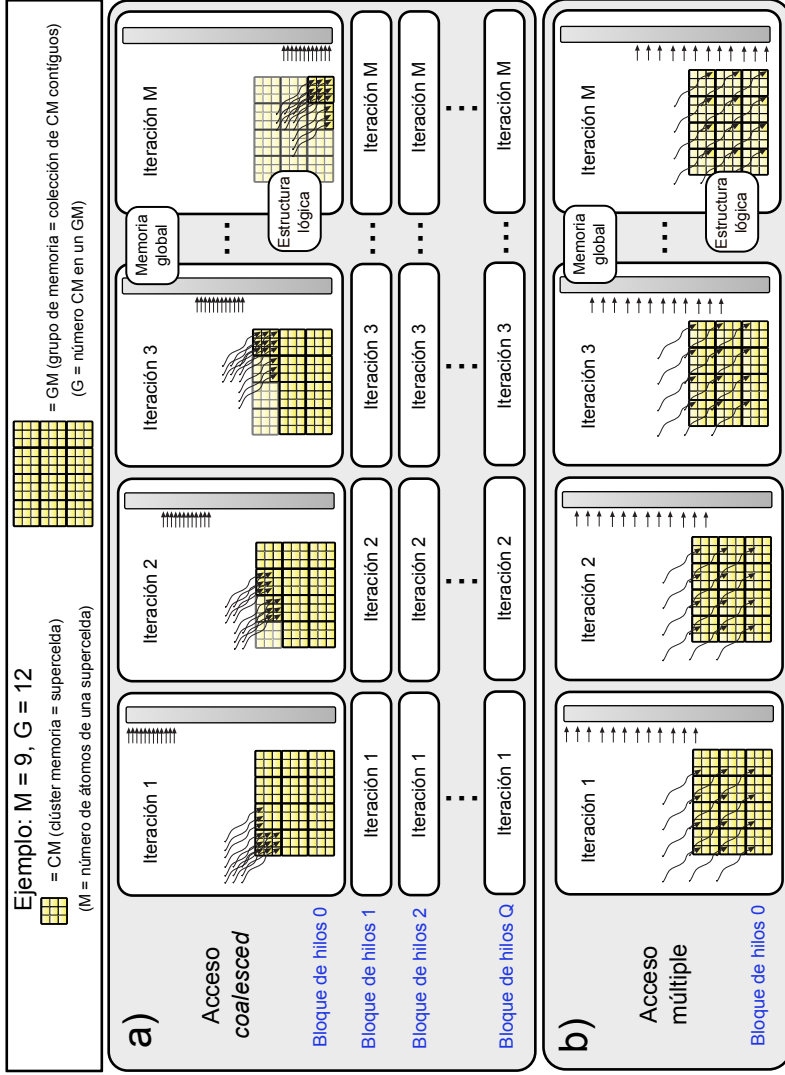 Ejemplo: M = 9, G = 12
= CM (clúster memoria = supercelda)
(M = número de átomos de una supercelda)
= GM (grupo de memoria = colección de CM contíguos)
(G = número CM en un GM)
a)
Acceso
coalesced
Bloque de hilos 0
Iteración 1
Iteración 2
Iteración 3
...
Iteración M
Memoria
global
Estructura
lógica
Bloque de hilos 1
Iteración 1
Iteración 2
Iteración 3
...
Iteración M
Bloque de hilos 2
Iteración 1
Iteración 2
Iteración 3
...
Iteración M
...
...
...
...
Bloque de hilos Q
Iteración 1
Iteración 2
Iteración 3
...
Iteración M
b)
Acceso
múltiple
Bloque de hilos 0
Iteración 1
Iteración 2
Iteración 3
...
Iteración M
Memoria
global
Estructura
lógica